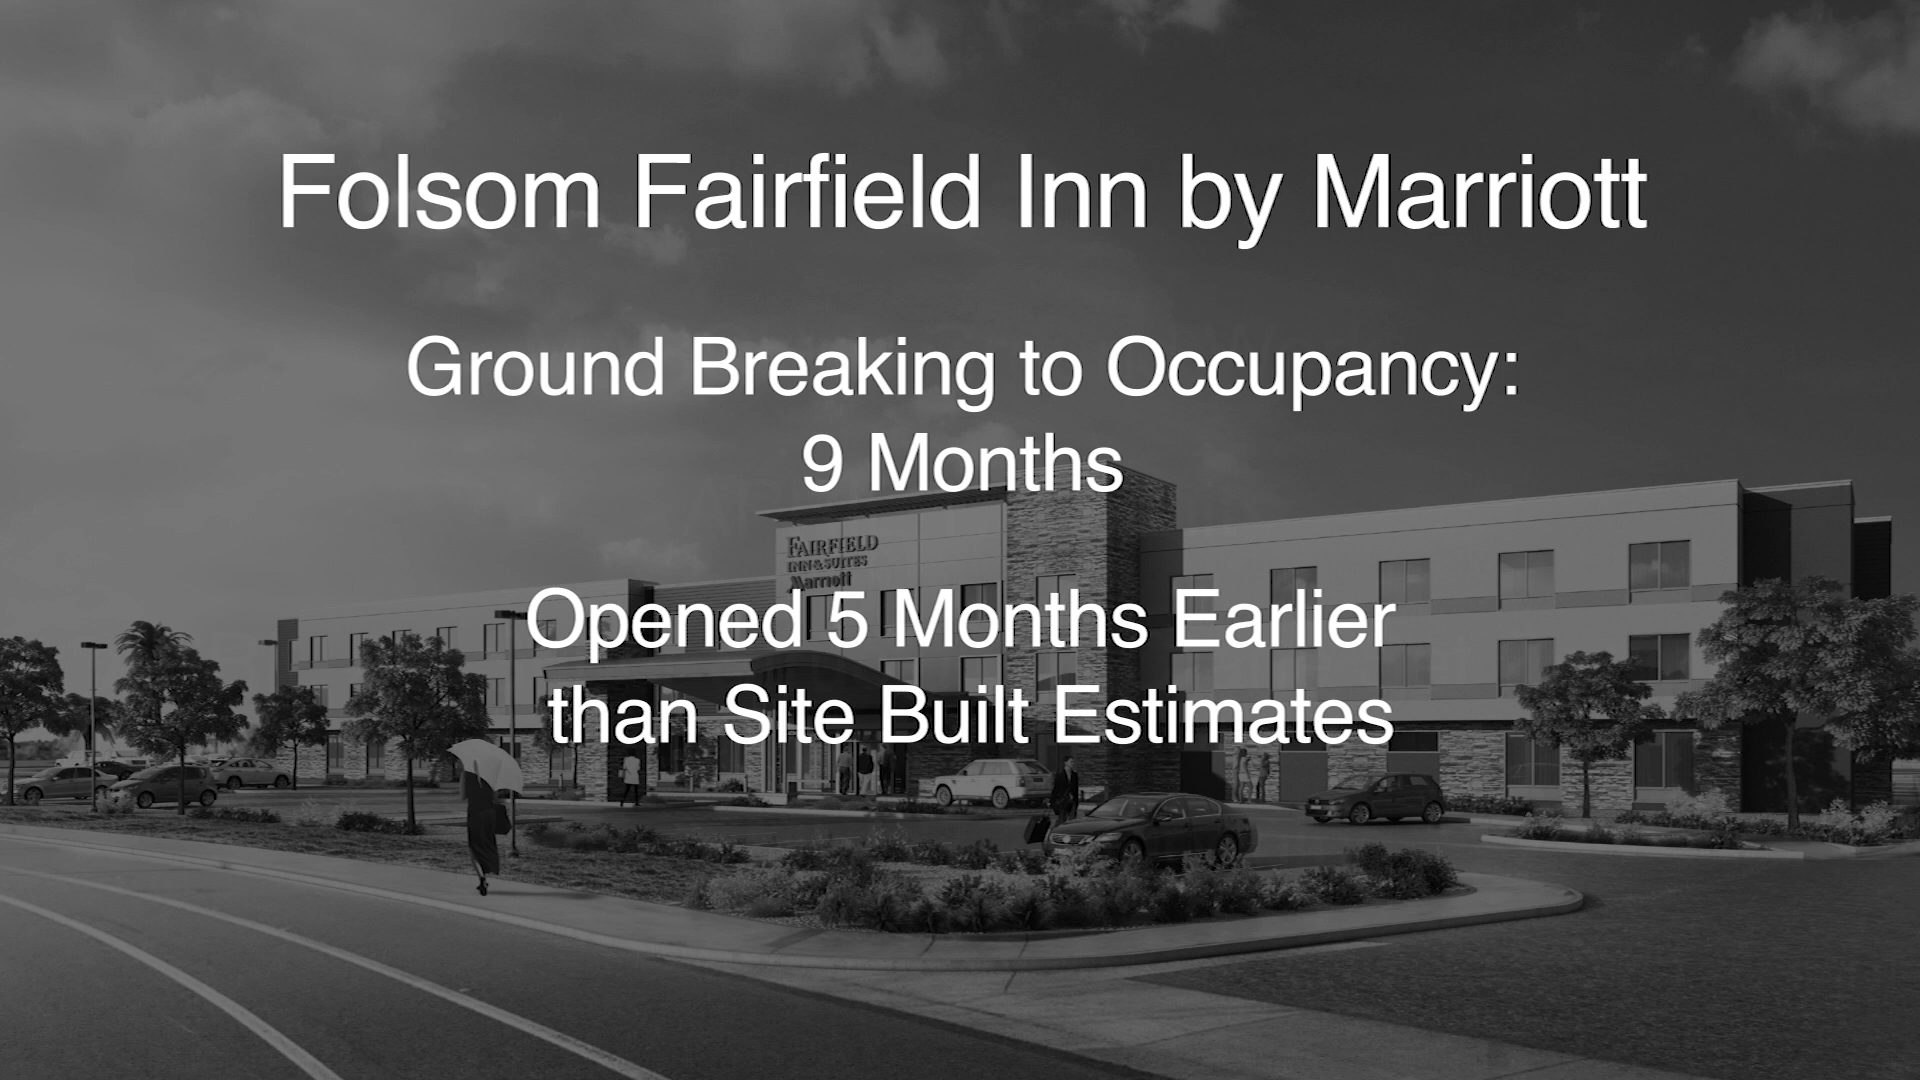 Folsom Fairfield Inn by Marriott
Ground Breaking to Occupancy:
9 Months
FAIRFIELD
INN & SUITES
Marriott
Opened 5 Months Earlier
than Site Built Estimates